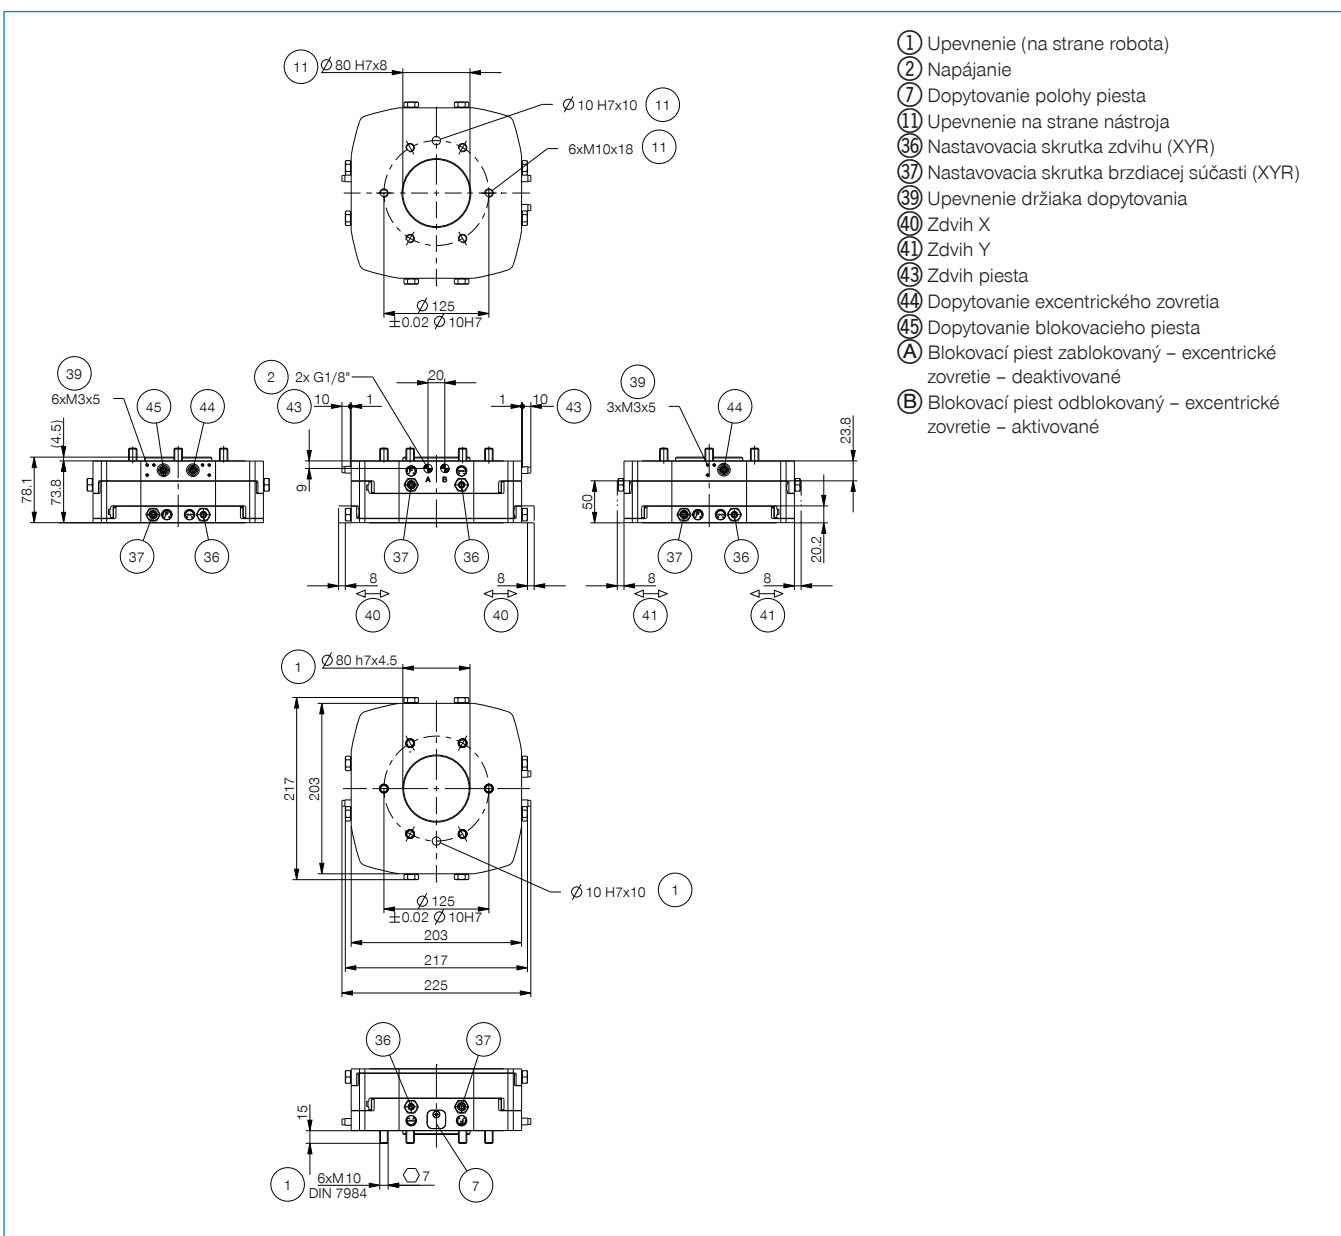 11 Ø 80 H7x8
Ø 10 H7x10 11
6xM10x18 11
Ø 125
±0.02 Ø 10H7
1 Upevnenie (na strane robota)
2 Napájanie
7 Dopytovanie polohy piesta
11 Upevnenie na strane nástroja
36 Nastavovacia skrutka zdvihu (XYR)
37 Nastavovacia skrutka brzdiacej súčasti (XYR)
39 Upevnenie držiaka dopytovania
40 Zdvih X
41 Zdvih Y
43 Zdvih piesta
44 Dopytovanie excentrického zovretia
45 Dopytovanie blokovacieho piesta
A Blokovací piest zablokovaný – excentrické
zovretie – deaktivované
B Blokovací piest odblokovaný – excentrické
zovretie – aktivované
39
6xM3x5
45
44
(4.5)
78.1
73.8
37
36
2 2x G1/8"
20
43
10
1
1
10
43
9
A
B
37
36
8
8
40
40
39
3xM3x5
44
23.8
50
20.2
37
36
8
8
41
41
1 Ø 80 h7x4.5
217
203
Ø 10 H7x10 1
Ø 125
±0.02 Ø 10H7
203
217
225
36
37
15
1
6xM10
DIN 7984
7
7